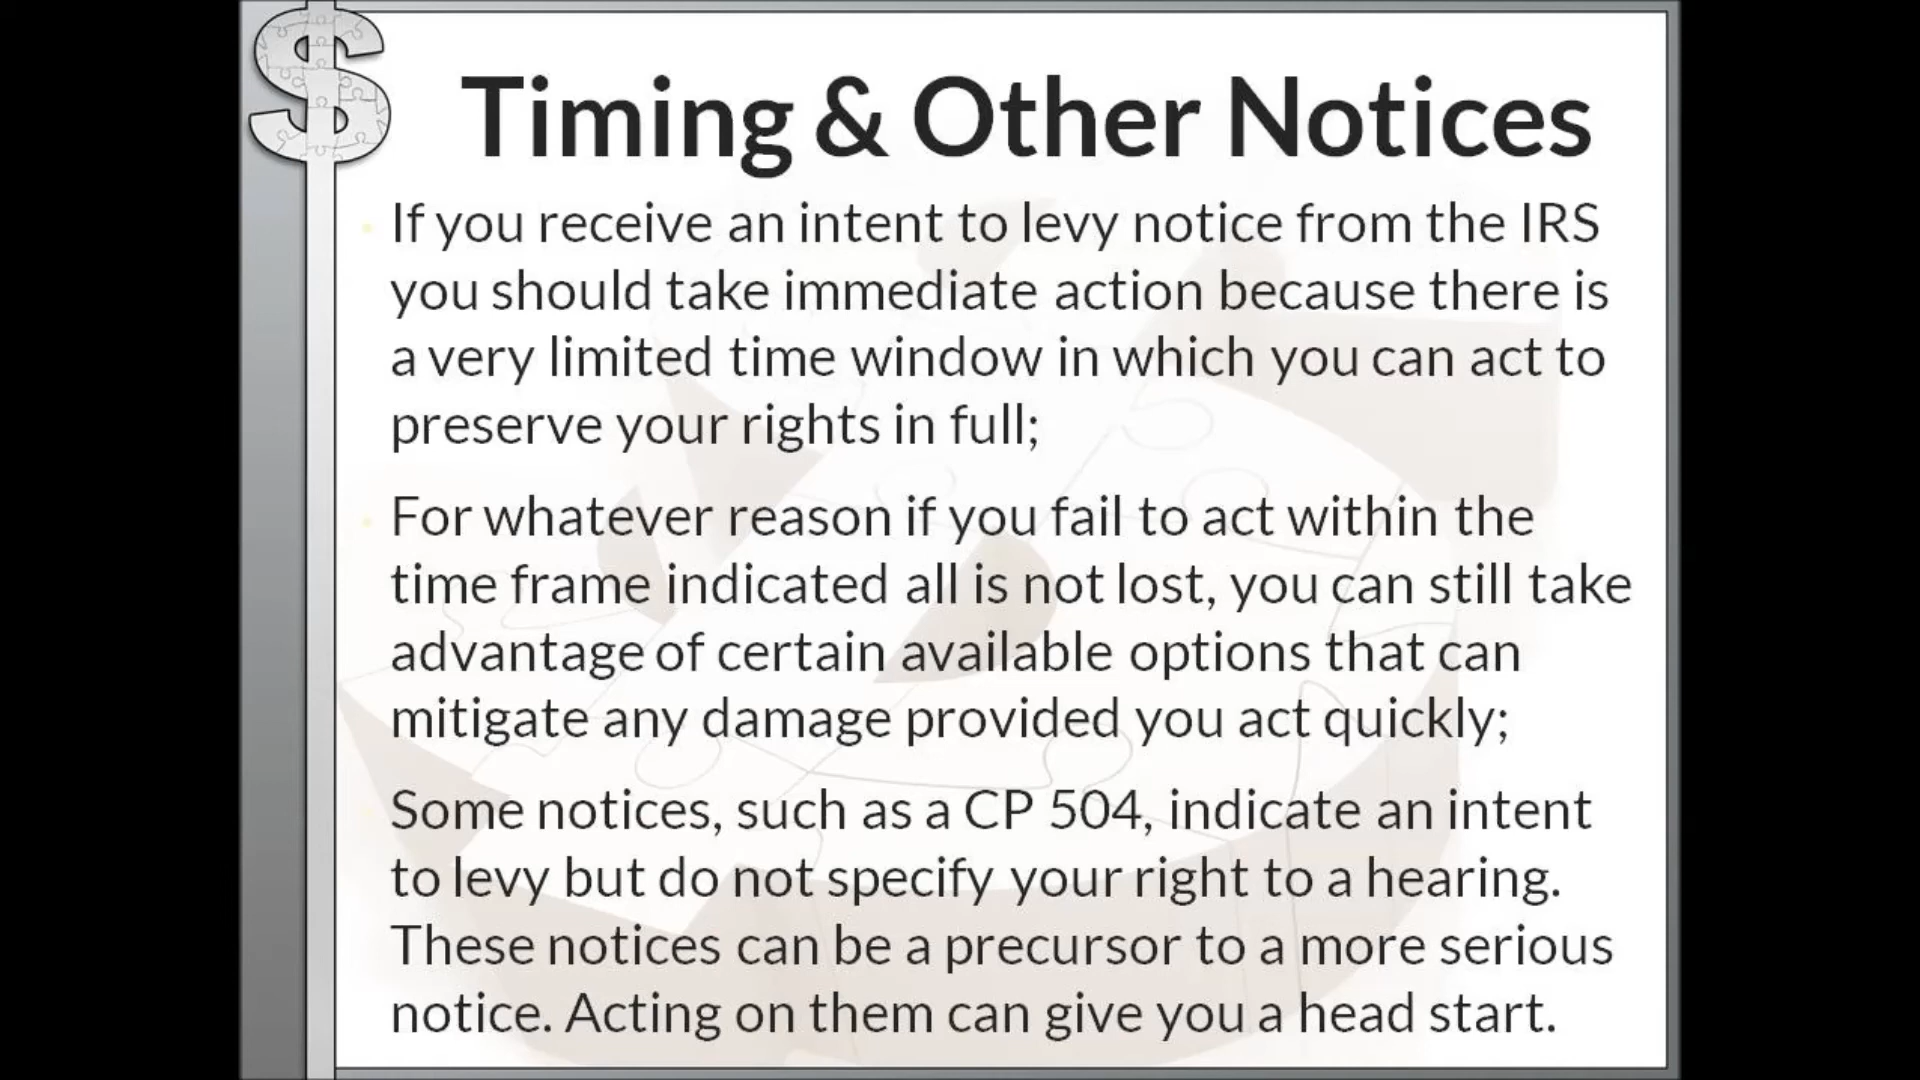 Timing & Other Notices
If you receive an intent to levy notice from the IRS
you should take immediate action because there is
a very limited time window in which you can act to
preserve your rights in full;
For whatever reason if you fail to act within the
time frame indicated all is not lost, you can still take
advantage of certain available options that can
mitigate any damage provided you act quickly;
Some notices, such as a CP 504, indicate an intent
to levy but do not specify your right to a hearing.
These notices can be a precursor to a more serious
notice. Acting on them can give you a head start.